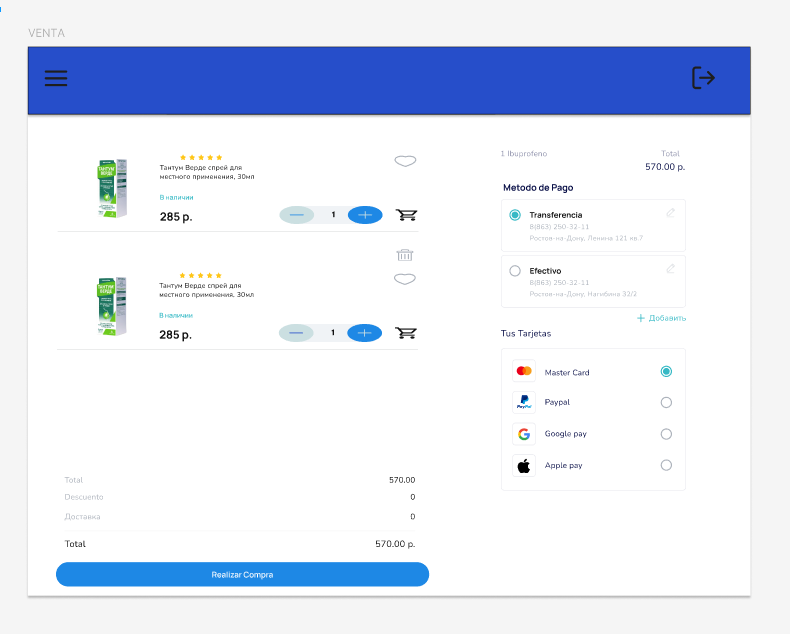 VENTA
Тантум Верде спрей для
местного применения, 30мл
В наличии
285 р.
1
Тантум Верде спрей для
местного применения, 30мл
В наличии
285 р.
1
Total 570.00
Descuento 0
Доставка 0
Total 570.00 р.
Realizar Compra
1 Ibuprofeno Total
570.00 р.
Metodo de Pago
Transferencia
8(863) 250-32-11
Ростов-на-Дону, Ленина 121 кв 7
Efectivo
8(863) 250-32-11
Ростов-на-Дону, Нагибина 32/2
Добавить
Tus Tarjetas
Master Card
PayPal
Paypal
Google pay
Apple pay